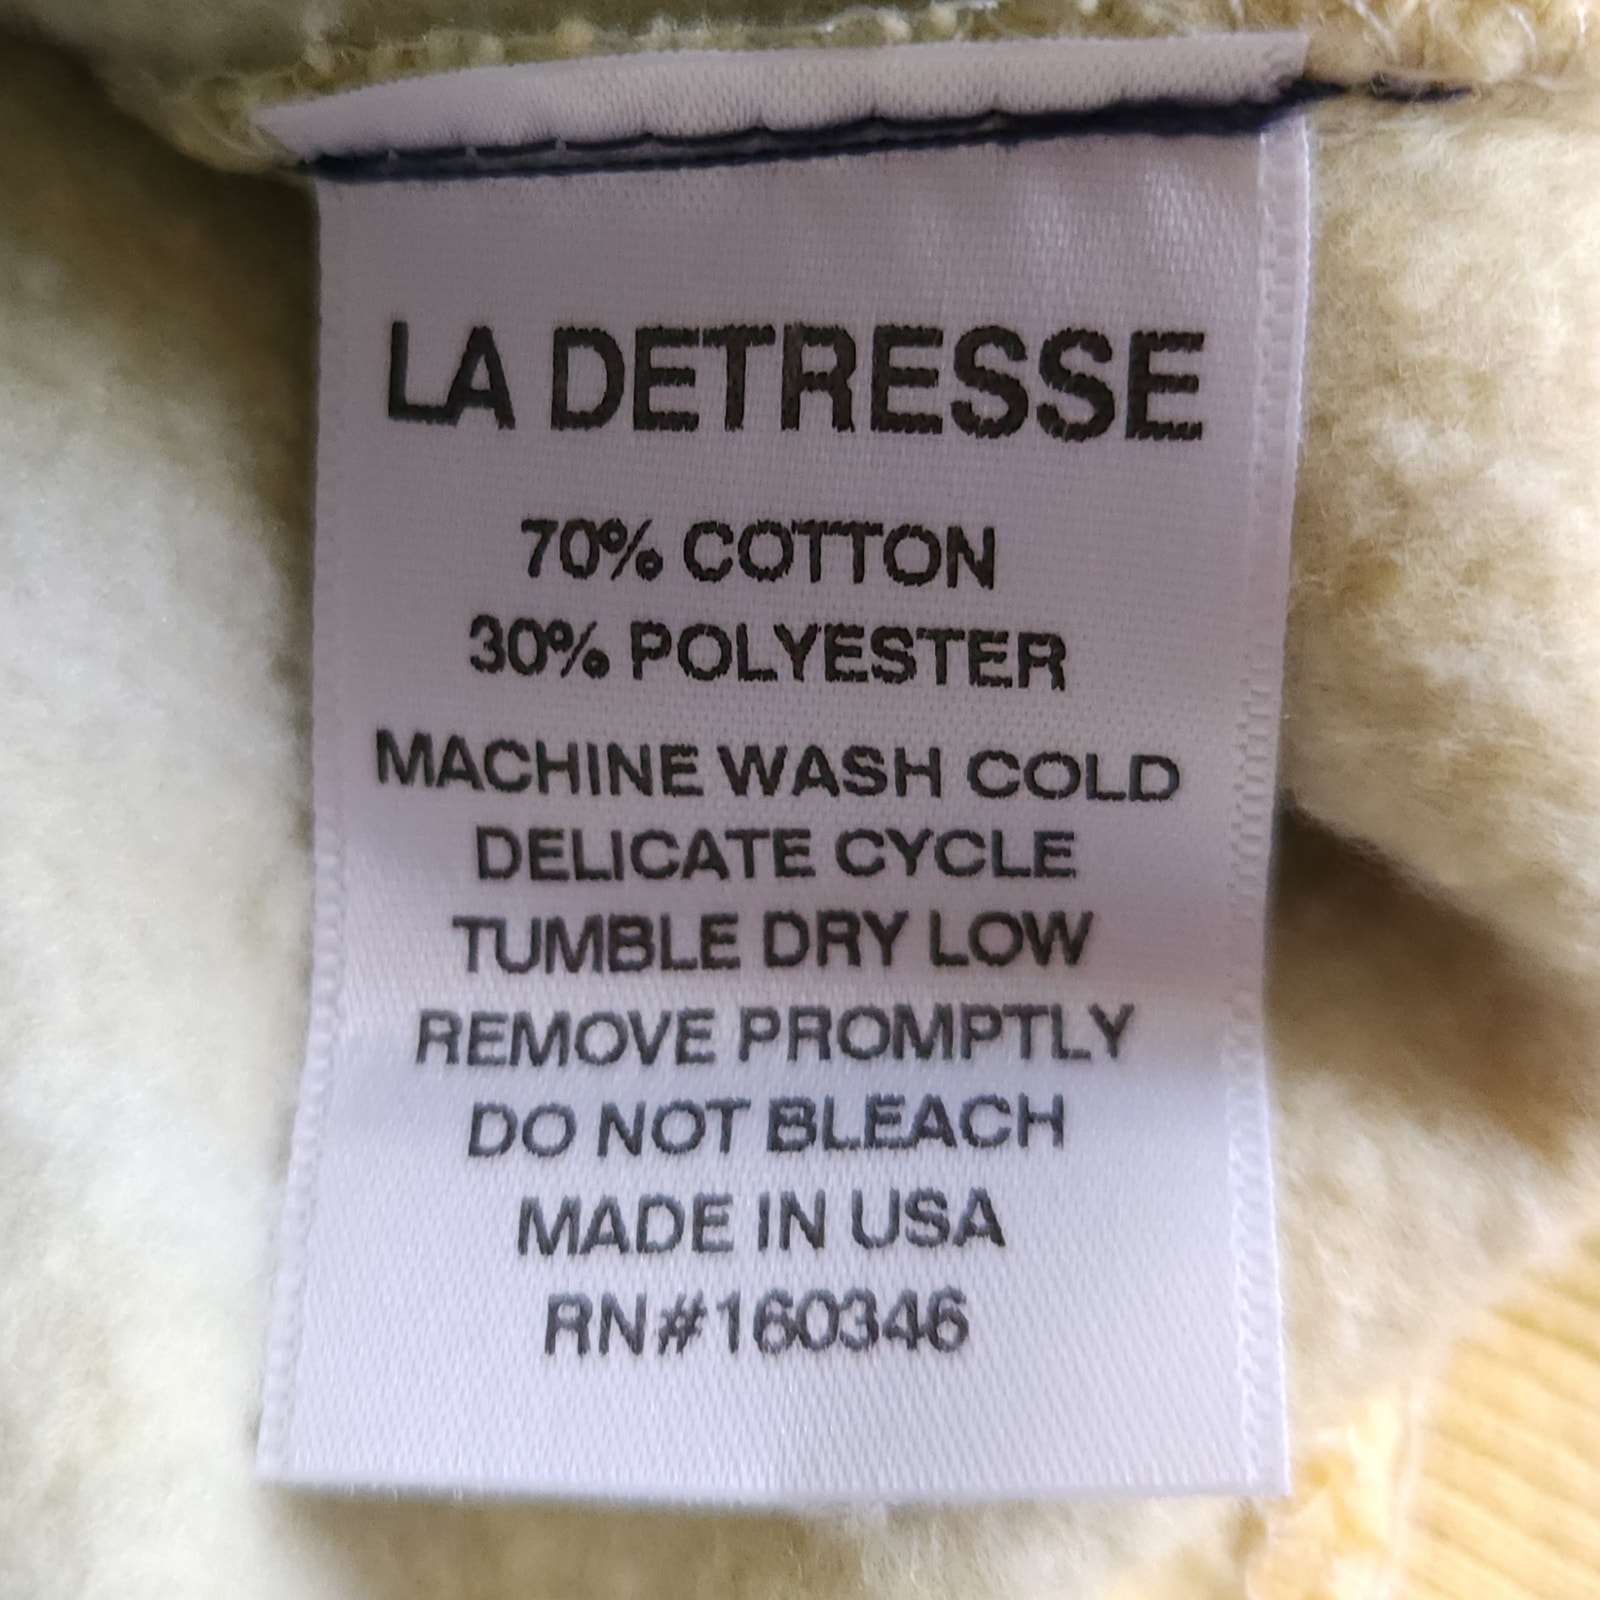 LA DETRESSE
70% COTTON
30% POLYESTER
MACHINE WASH COLD
DELICATE CYCLE
TUMBLE DRY LOW
REMOVE PROMPTLY
DO NOT BLEACH
MADE IN USA
RN#160346